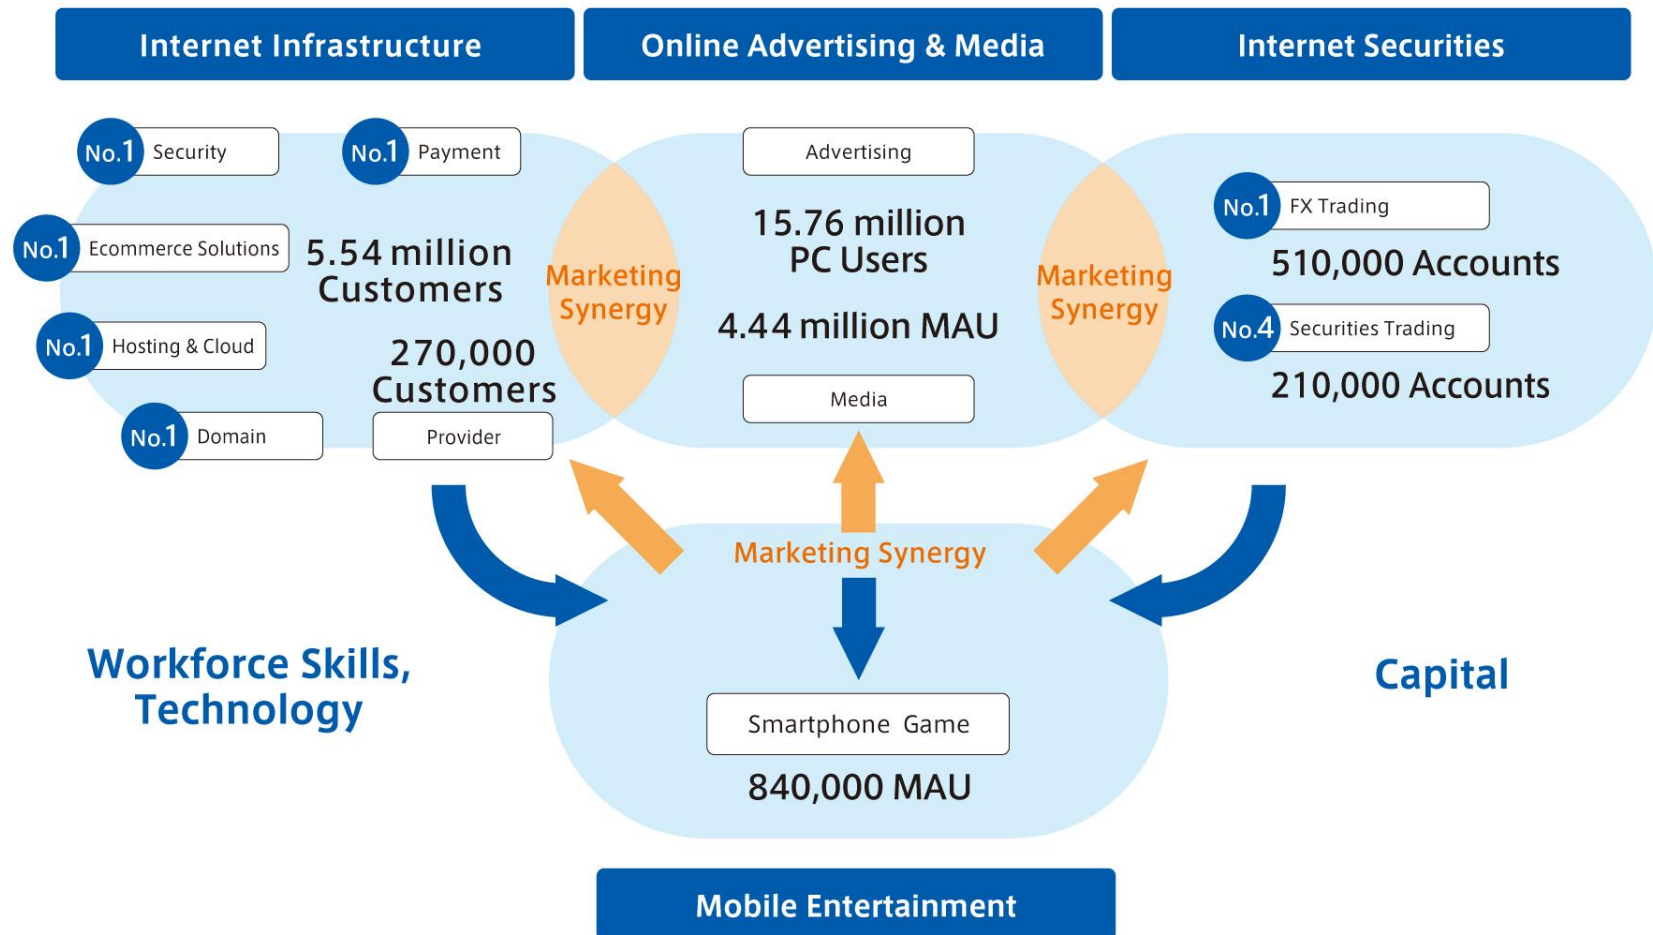 Internet Infrastructure
Online Advertising & Media
Internet Securities
No.1 Security
No.1 Payment
No.1 Ecommerce Solutions
5.54 million
Customers
No.1 Hosting & Cloud
270,000
Customers
No.1 Domain
Provider
Marketing
Synergy
Advertising
15.76 million
PC Users
4.44 million MAU
Media
Marketing
Synergy
No.1 FX Trading
510,000 Accounts
No.4 Securities Trading
210,000 Accounts
Marketing Synergy
Workforce Skills,
Technology
Capital
Smartphone Game
840,000 MAU
Mobile Entertainment